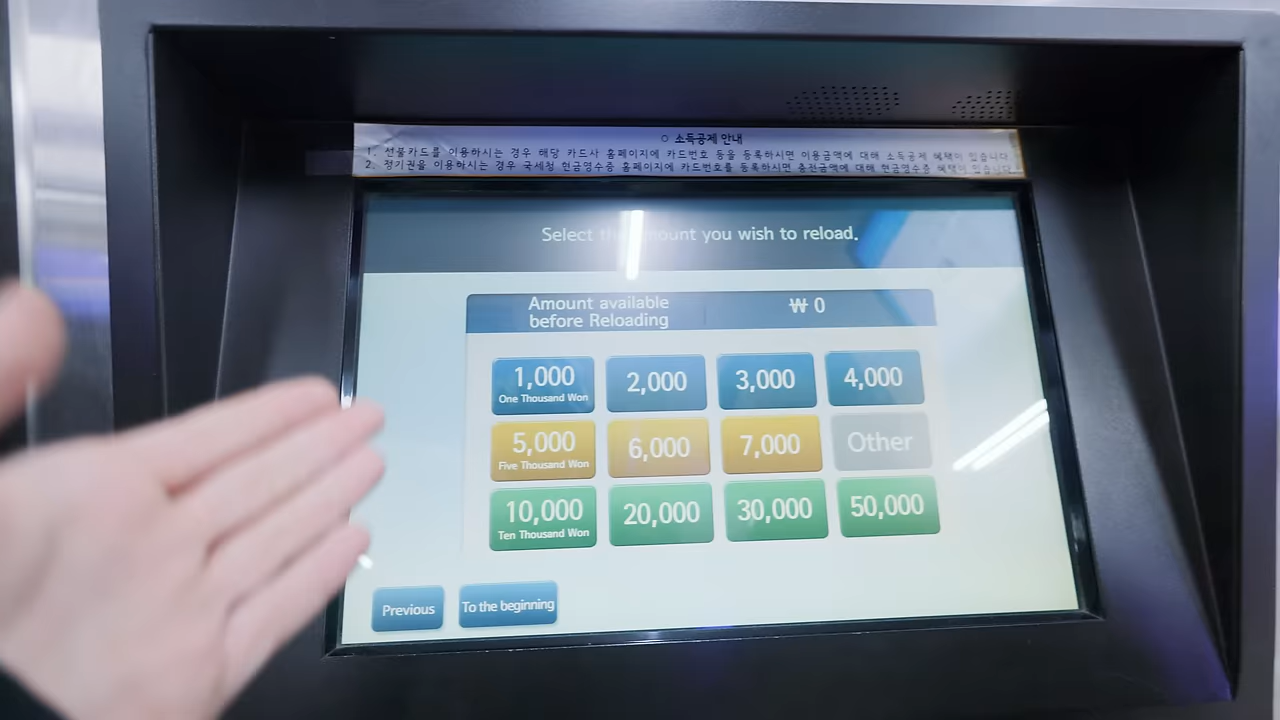 ○ 소득공제 안내
1. 선불카드를 이용하시는 경우 해당 카드사 홈페이지에 카드번호 등을 등록하시면 이용금액에 대해 소득공제 혜택이 있습니다.
2. 정기권을 이용하시는 경우 국세청 현금영수증 홈페이지에 카드번호를 등록하시면 충전금액에 대해 현금영수증 혜택이 있습니다.
Select the amount you wish to reload.
Amount available
before Reloading
₩ 0
1,000
One Thousand Won
2,000
3,000
4,000
5,000
Five Thousand Won
6,000
7,000
Other
10,000
Ten Thousand Won
20,000
30,000
50,000
Previous
To the beginning